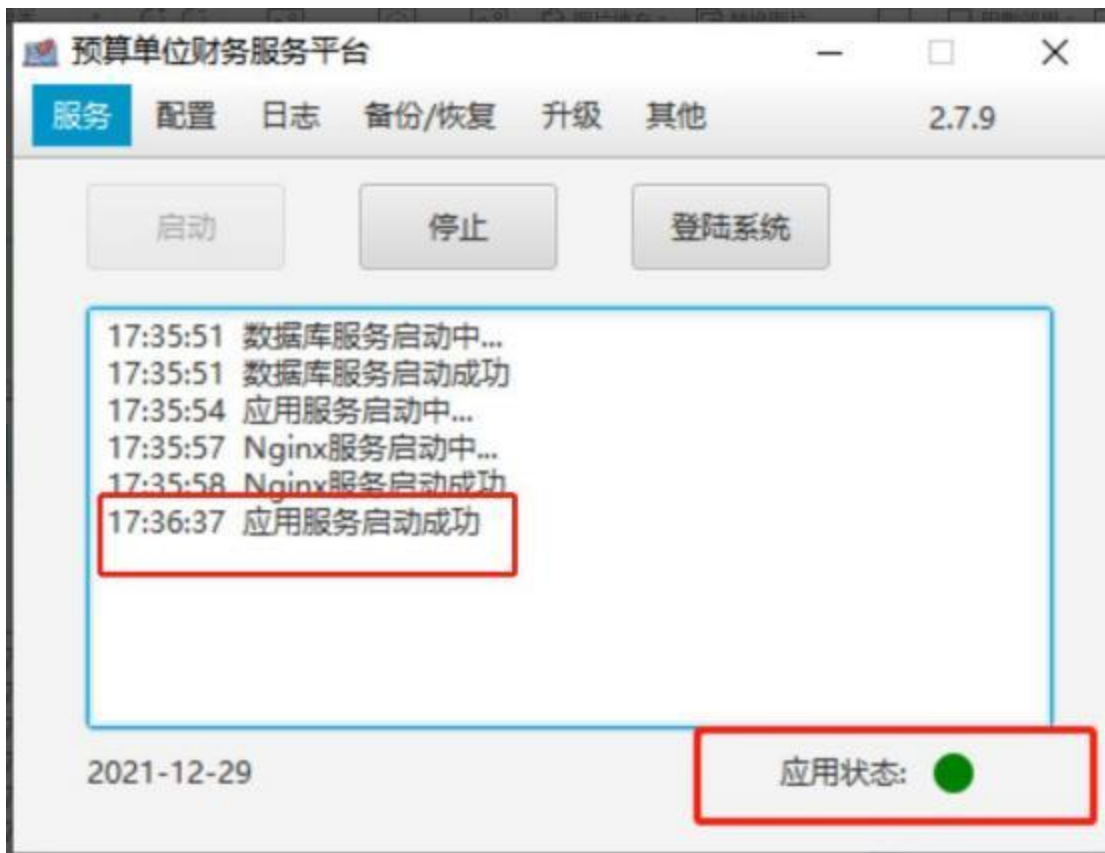 预算单位财务服务平台
服务 配置 日志 备份/恢复 升级 其他 2.7.9
启动 停止 登陆系统
17:35:51 数据库服务启动中...
17:35:51 数据库服务启动成功
17:35:54 应用服务启动中...
17:35:57 Nginx服务启动中...
17:35:58 Nginx服务启动成功
17:36:37 应用服务启动成功
2021-12-29 应用状态: